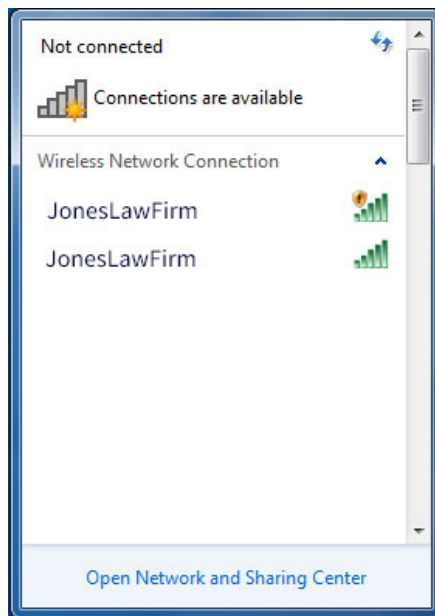 Not connected
Connections are available
Wireless Network Connection
JonesLawFirm
JonesLawFirm
Open Network and Sharing Center